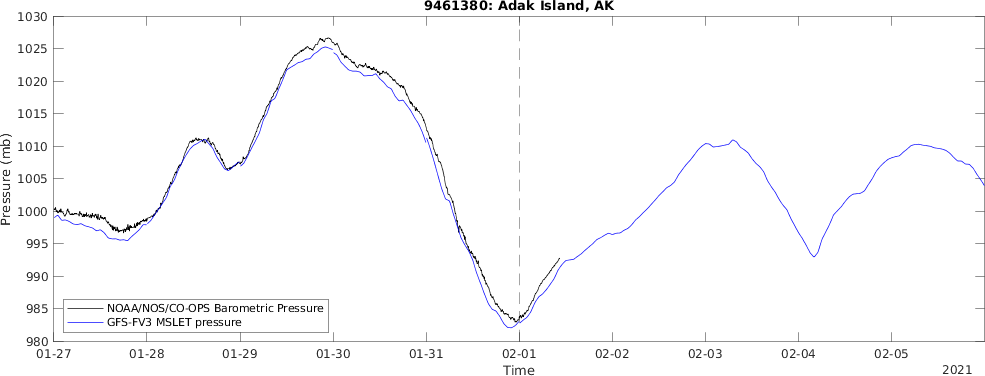 9461380: Adak Island, AK
Pressure (mb)
1030
1025
1020
1015
1010
1005
1000
995
990
985
980
NOAA/NOS/CO-OPS Barometric Pressure
GFS-FV3 MSLET pressure
01-27 01-28 01-29 01-30 01-31 02-01 02-02 02-03 02-04 02-05
Time
2021